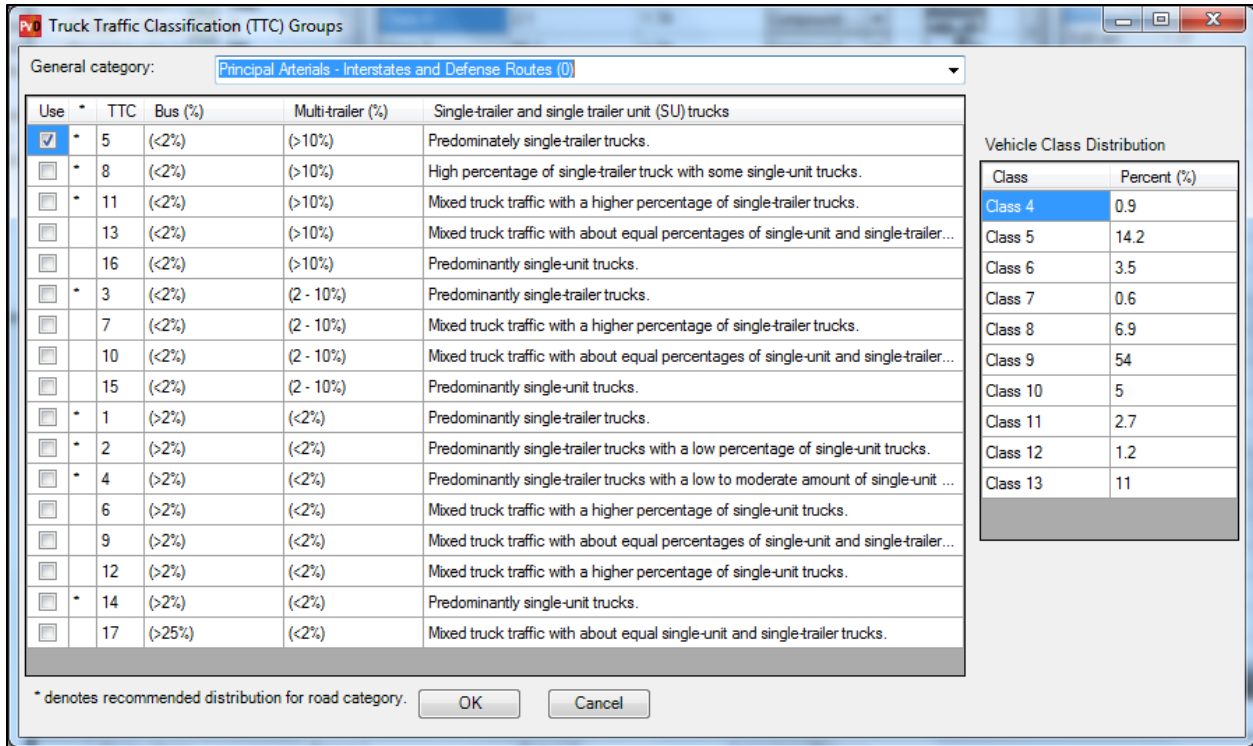 PvD Truck Traffic Classification (TTC) Groups
General category: Principal Arterials - Interstates and Defense Routes (0)
Use * TTC Bus (%) Multi-trailer (%) Single-trailer and single trailer unit (SU) trucks
* 5 (<2%) (>10%) Predominately single-trailer trucks.
* 8 (<2%) (>10%) High percentage of single-trailer truck with some single-unit trucks.
* 11 (<2%) (>10%) Mixed truck traffic with a higher percentage of single-trailer trucks.
13 (<2%) (>10%) Mixed truck traffic with about equal percentages of single-unit and single-trailer...
16 (<2%) (>10%) Predominantly single-unit trucks.
* 3 (<2%) (2 - 10%) Predominantly single-trailer trucks.
7 (<2%) (2 - 10%) Mixed truck traffic with a higher percentage of single-trailer trucks.
10 (<2%) (2 - 10%) Mixed truck traffic with about equal percentages of single-unit and single-trailer...
15 (<2%) (2 - 10%) Predominantly single-unit trucks.
* 1 (>2%) (<2%) Predominantly single-trailer trucks.
* 2 (>2%) (<2%) Predominantly single-trailer trucks with a low percentage of single-unit trucks.
* 4 (>2%) (<2%) Predominantly single-trailer trucks with a low to moderate amount of single-unit ...
6 (>2%) (<2%) Mixed truck traffic with a higher percentage of single-unit trucks.
9 (>2%) (<2%) Mixed truck traffic with about equal percentages of single-unit and single-trailer...
12 (>2%) (<2%) Mixed truck traffic with a higher percentage of single-unit trucks.
* 14 (>2%) (<2%) Predominantly single-unit trucks.
17 (>25%) (<2%) Mixed truck traffic with about equal single-unit and single-trailer trucks.
Vehicle Class Distribution
Class Percent (%)
Class 4 0.9
Class 5 14.2
Class 6 3.5
Class 7 0.6
Class 8 6.9
Class 9 54
Class 10 5
Class 11 2.7
Class 12 1.2
Class 13 11
* denotes recommended distribution for road category.
OK Cancel